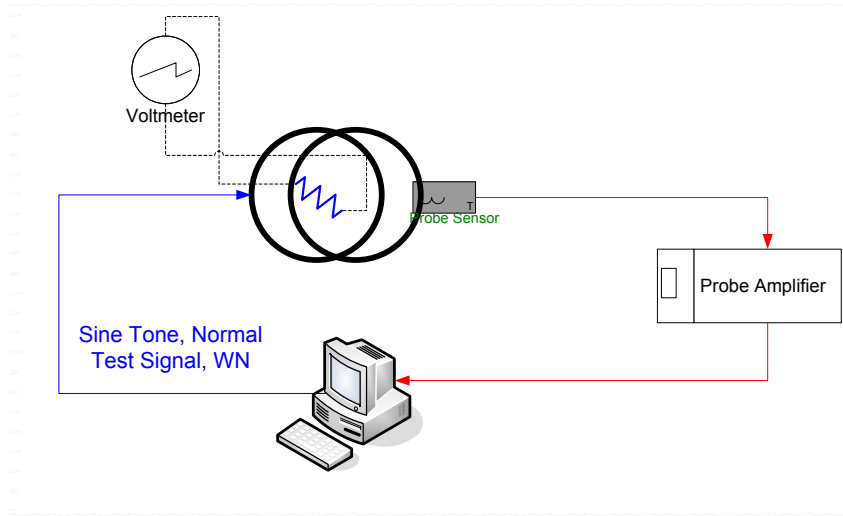 Voltmeter
T
Probe Sensor
Probe Amplifier
Sine Tone, Normal
Test Signal, WN